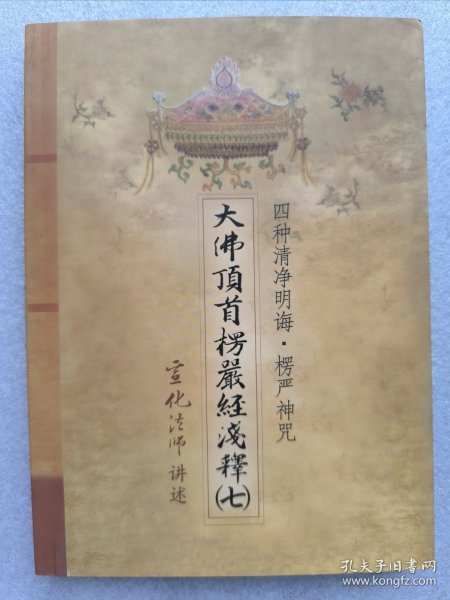 四种清净明诲·楞严神咒
大佛頂首楞嚴經淺釋(七)
宣化法师 讲述
孔夫子旧书网
www.kongfz.com